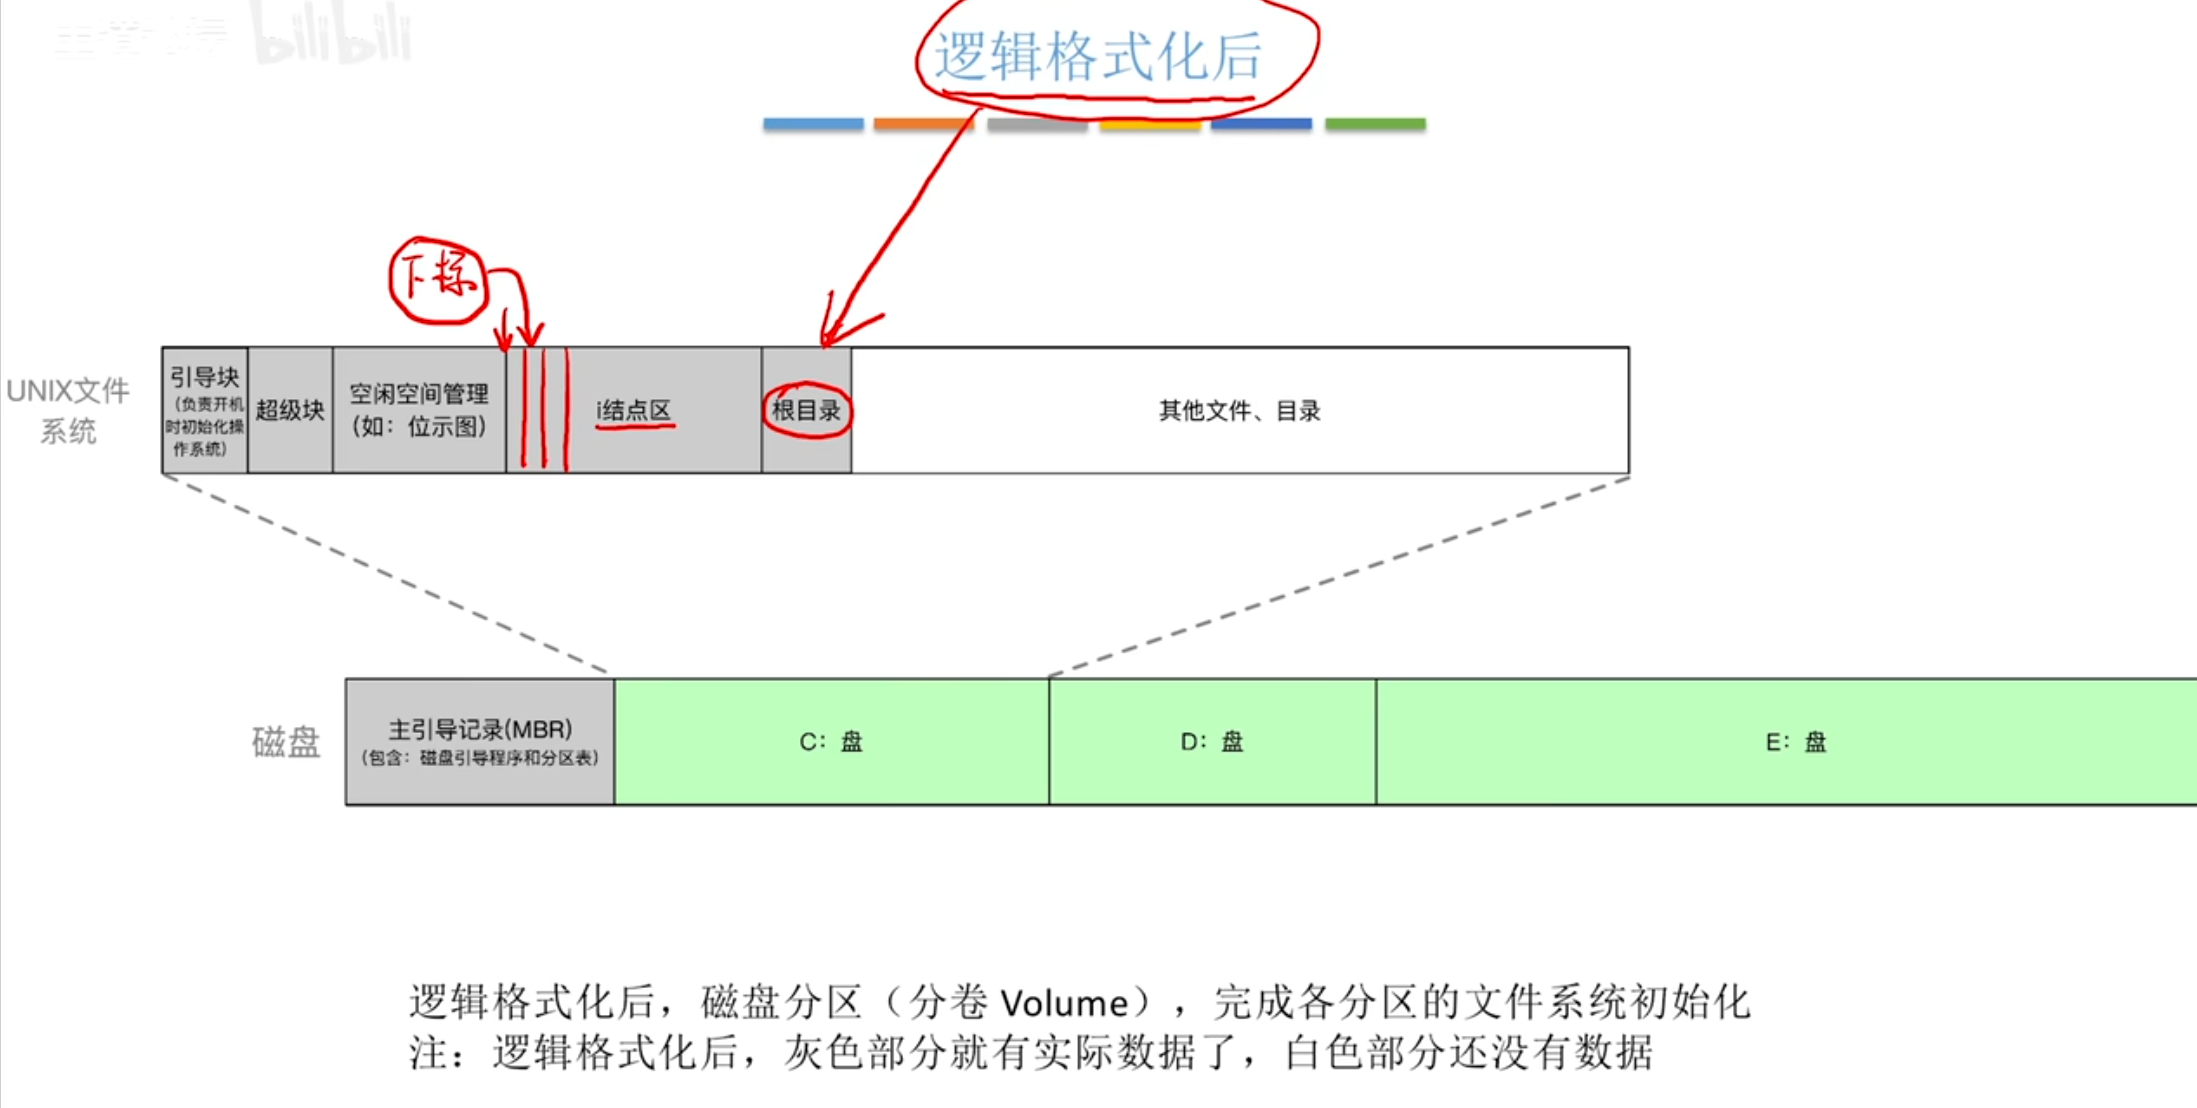 bilibili
逻辑格式化后
下标
UNIX文件
系统
引导块
（负责开机
时初始化操
作系统）
超级块
空闲空间管理
（如：位示图）
i结点区
根目录
其他文件、目录
磁盘
主引导记录(MBR)
（包含：磁盘引导程序和分区表）
C：盘
D：盘
E：盘
逻辑格式化后，磁盘分区（分卷 Volume），完成各分区的文件系统初始化
注：逻辑格式化后，灰色部分就有实际数据了，白色部分还没有数据